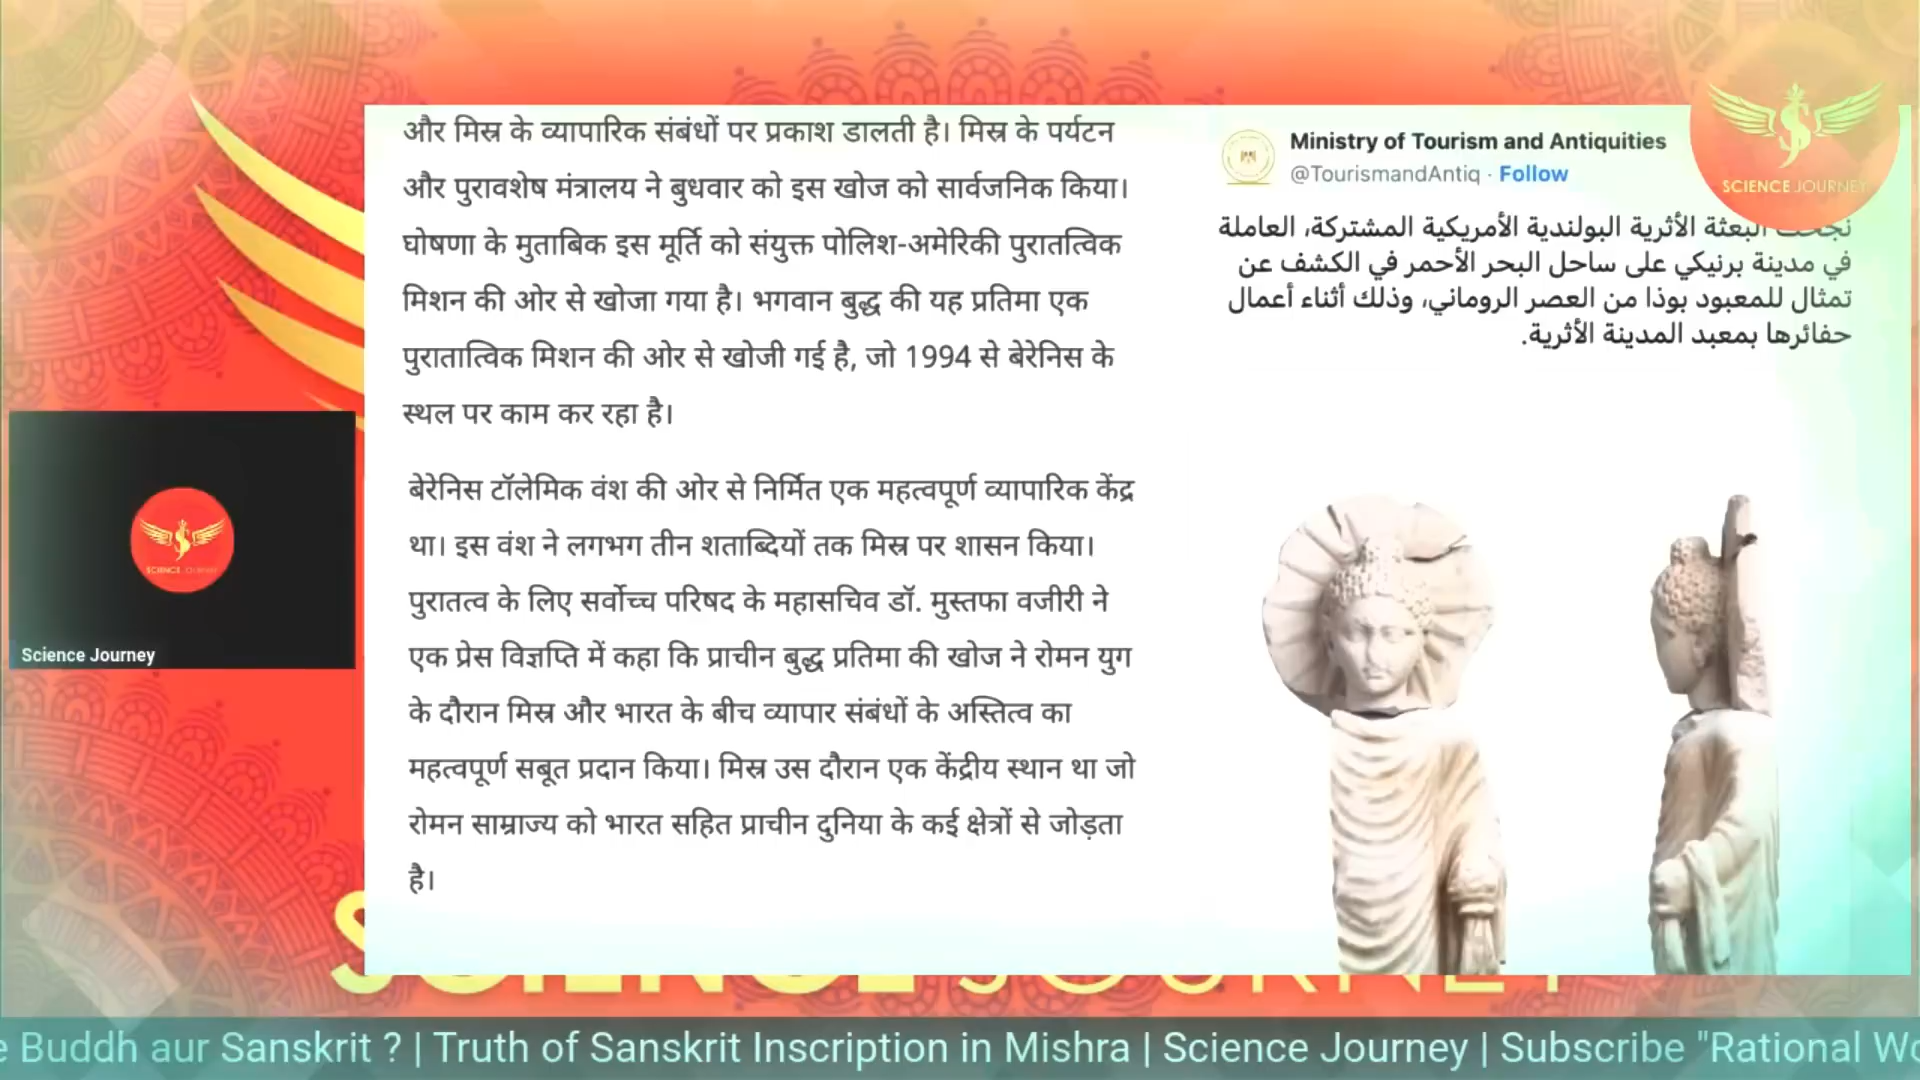 और मिस्र के व्यापारिक संबंधों पर प्रकाश डालती है। मिस्र के पर्यटन
और पुरावशेष मंत्रालय ने बुधवार को इस खोज को सार्वजनिक किया।
घोषणा के मुताबिक इस मूर्ति को संयुक्त पोलिश-अमेरिकी पुरातत्विक
मिशन की ओर से खोजा गया है। भगवान बुद्ध की यह प्रतिमा एक
पुरातात्विक मिशन की ओर से खोजी गई है, जो 1994 से बेरेनिस के
स्थल पर काम कर रहा है।
बेरेनिस टॉलेमिक वंश की ओर से निर्मित एक महत्वपूर्ण व्यापारिक केंद्र
था। इस वंश ने लगभग तीन शताब्दियों तक मिस्र पर शासन किया।
पुरातत्व के लिए सर्वोच्च परिषद के महासचिव डॉ. मुस्तफा वजीरी ने
एक प्रेस विज्ञप्ति में कहा कि प्राचीन बुद्ध प्रतिमा की खोज ने रोमन युग
के दौरान मिस्र और भारत के बीच व्यापार संबंधों के अस्तित्व का
महत्वपूर्ण सबूत प्रदान किया। मिस्र उस दौरान एक केंद्रीय स्थान था जो
रोमन साम्राज्य को भारत सहित प्राचीन दुनिया के कई क्षेत्रों से जोड़ता
है।
Ministry of Tourism and Antiquities
@TourismandAntiq · Follow
نجحت البعثة الأثرية البولندية الأمريكية المشتركة، العاملة
في مدينة برنيكي على ساحل البحر الأحمر في الكشف عن
تمثال للمعبود بوذا من العصر الروماني، وذلك أثناء أعمال
حفائرها بمعبد المدينة الأثرية.
SCIENCE JOURNEY
SCIENCE JOURNEY
Science Journey
SCIENCE JOURNEY
e Buddh aur Sanskrit ? | Truth of Sanskrit Inscription in Mishra | Science Journey | Subscribe "Rational Wo